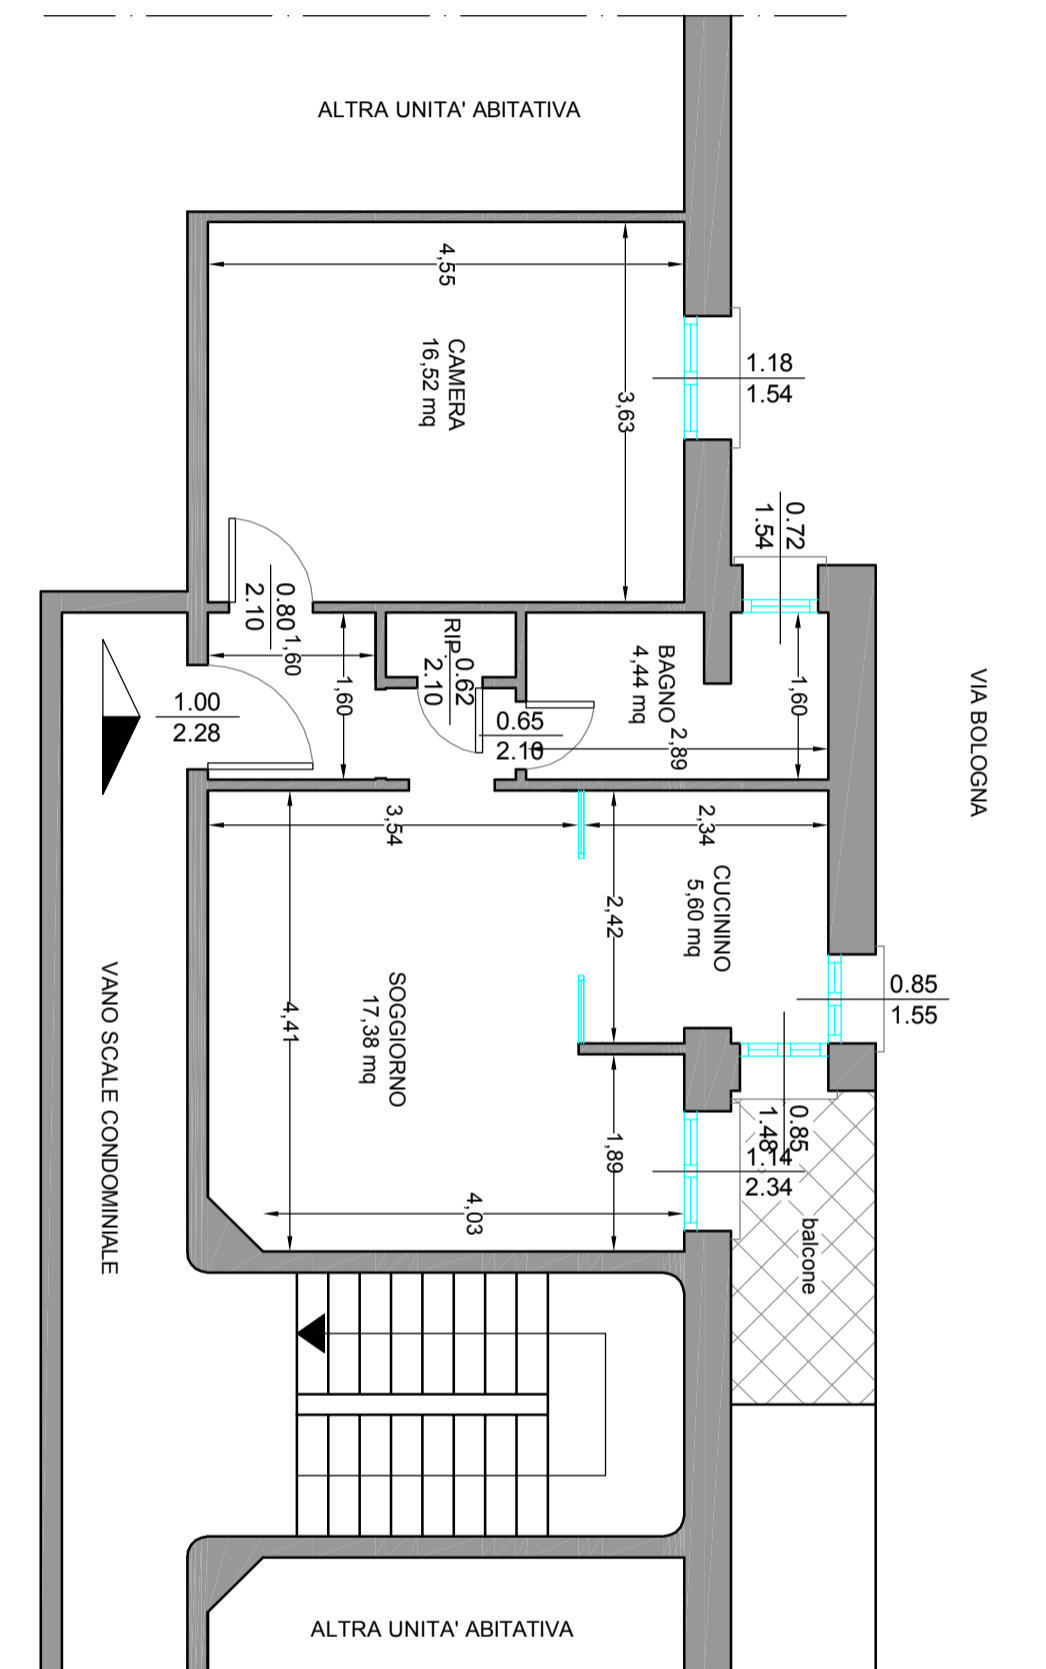 ALTRA UNITA' ABITATIVA
4,55
3,63
CAMERA
16,52 mq
1.18
1.54
0.72
1.54
0.80
2.10
1,60
1,60
RIP.
0.62
2.10
BAGNO
4,44 mq
1,60
2,89
0.65
2.10
1.00
2.28
VIA BOLOGNA
3,54
2,34
CUCININO
5,60 mq
2,42
4,41
SOGGIORNO
17,38 mq
0.85
1.55
0.85
1.48
1.14
2.34
1,89
4,03
balcone
VANO SCALE CONDOMINIALE
ALTRA UNITA' ABITATIVA